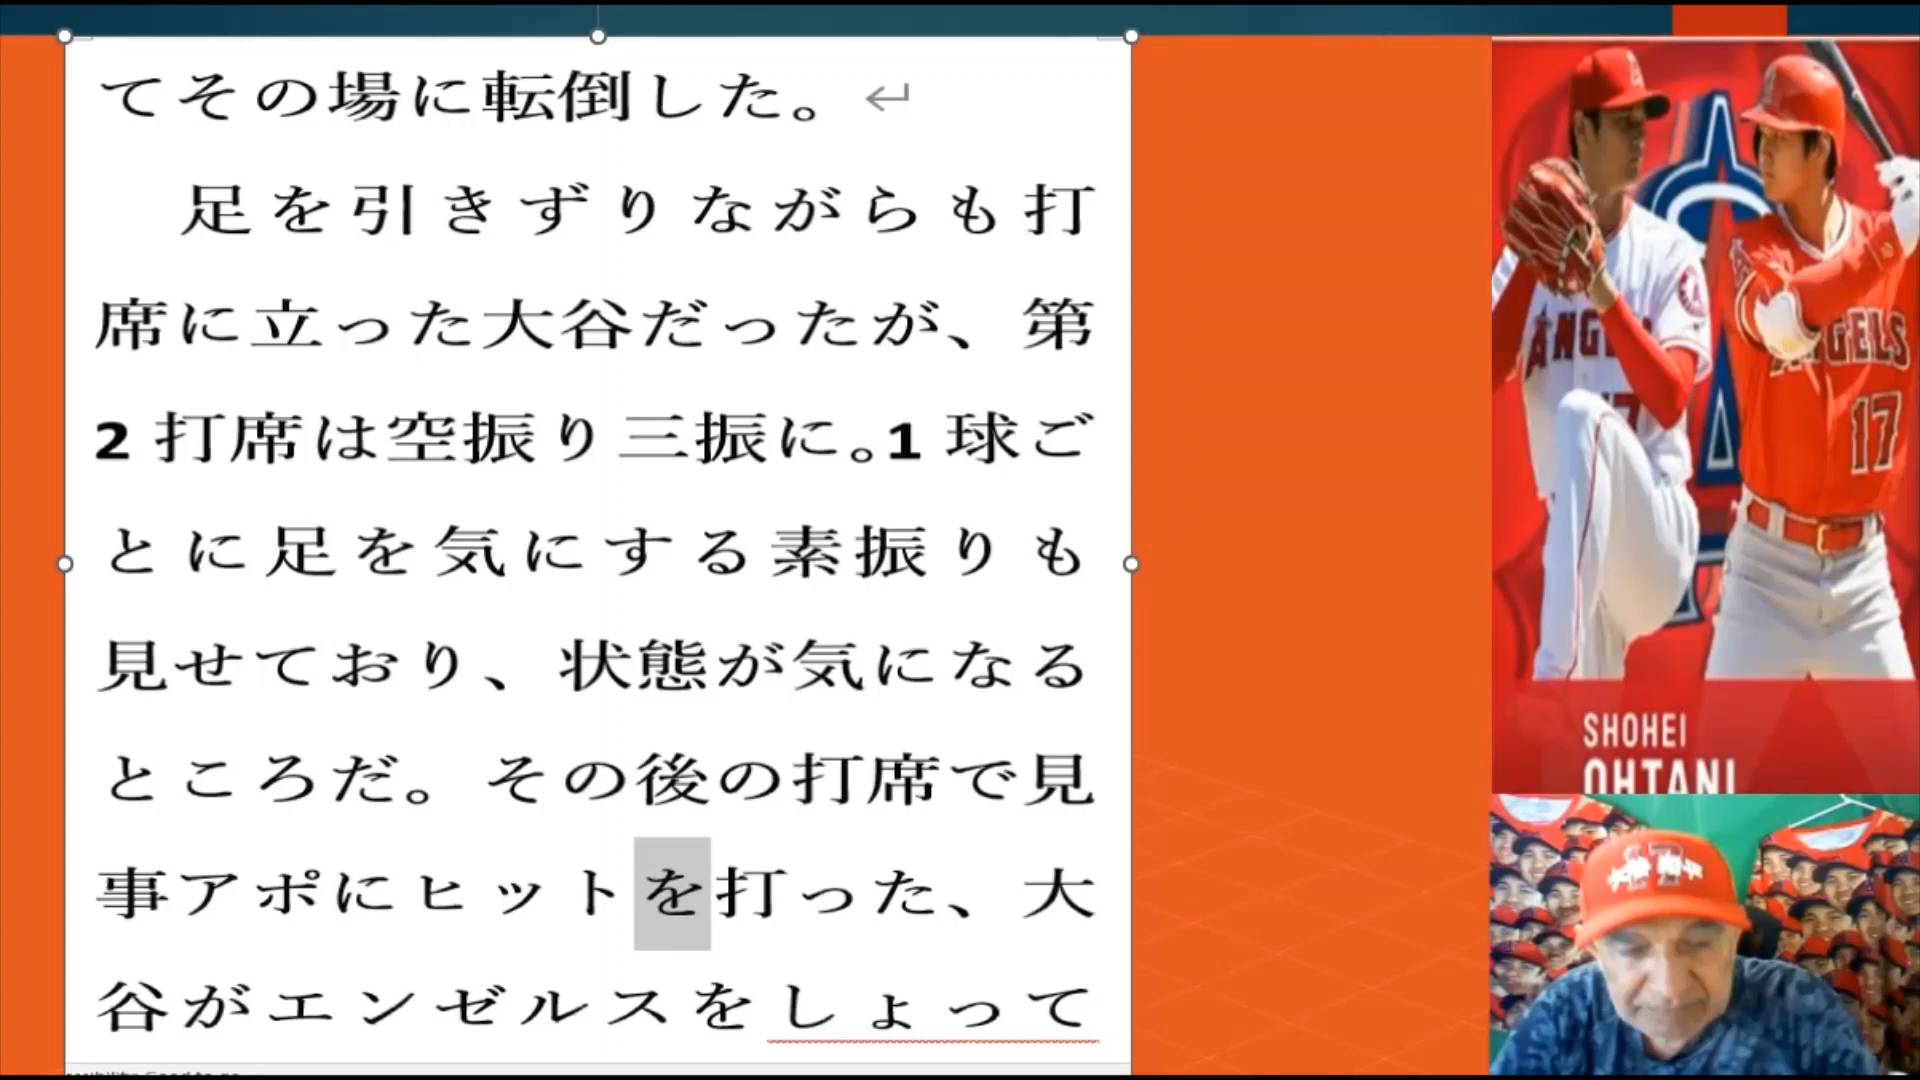 てその場に転倒した。
足を引きずりながらも打
席に立った大谷だったが、第
2 打席は空振り三振に。1 球ご
とに足を気にする素振りも
見せており、状態が気になる
ところだ。その後の打席で見
事アポにヒットを打った、大
谷がエンゼルスをしょって
ANGELS
17
SHOHEI
OHTANI